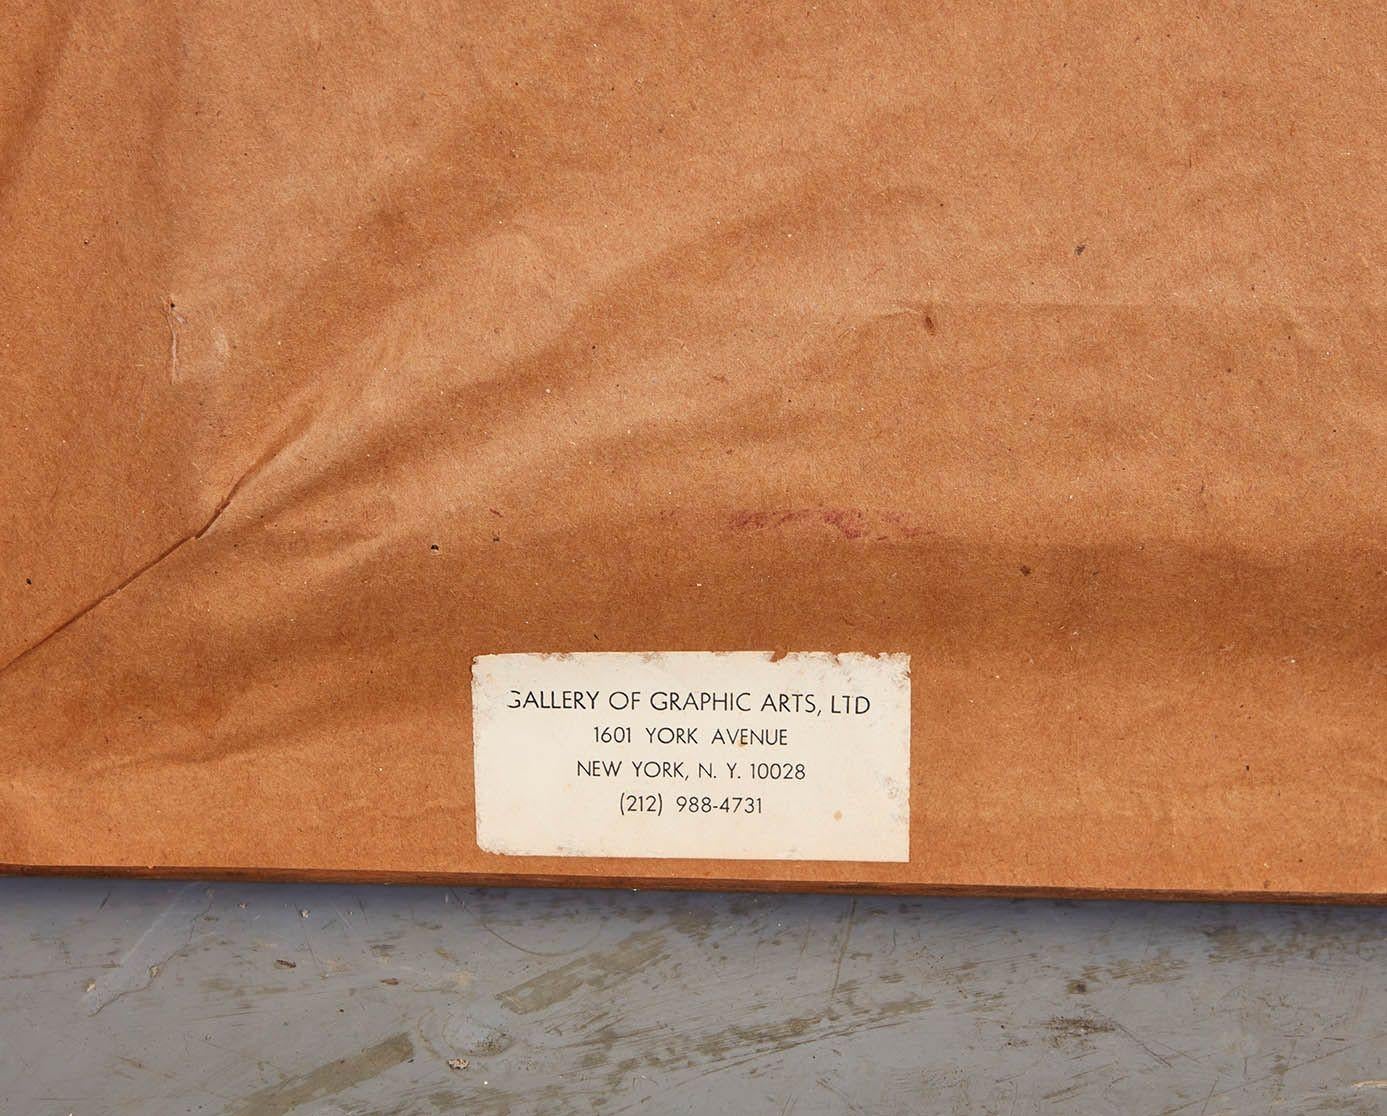 GALLERY OF GRAPHIC ARTS, LTD
1601 YORK AVENUE
NEW YORK, N. Y. 10028
(212) 988-4731